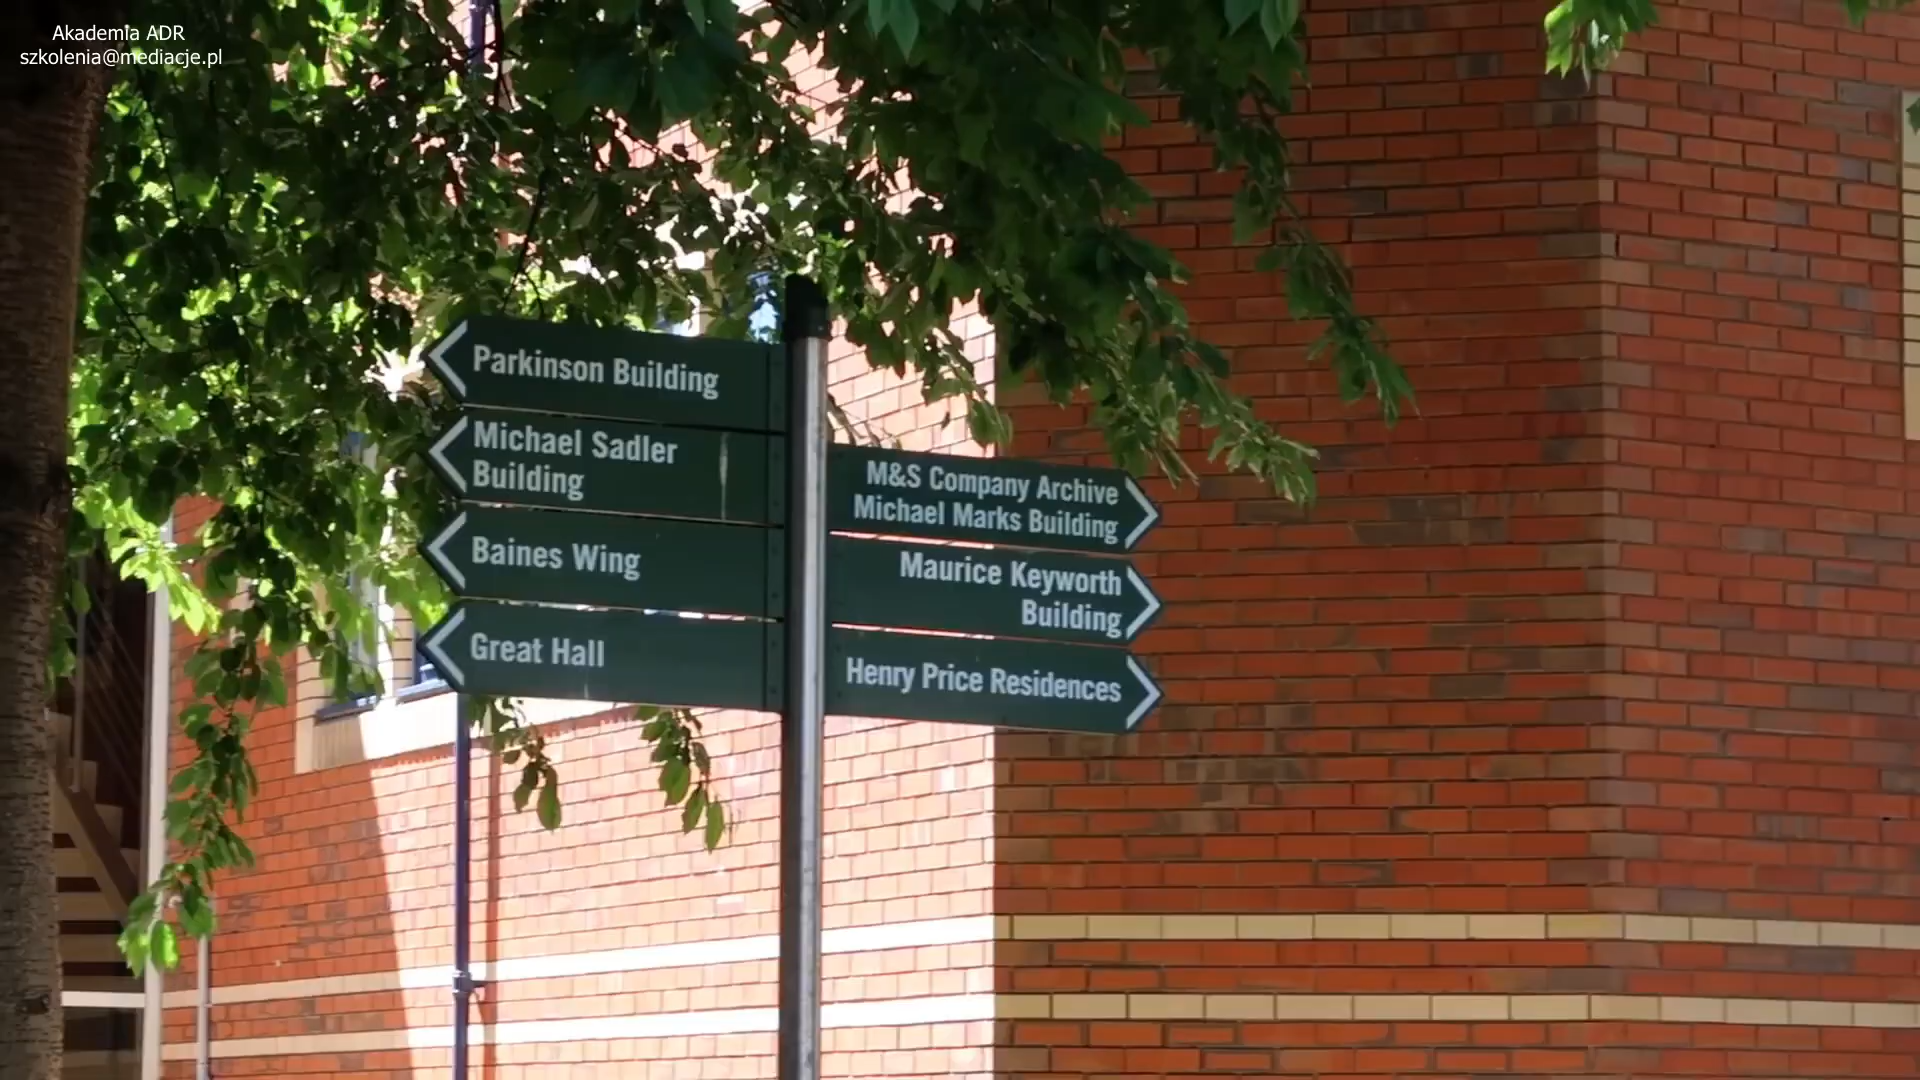 Akademia ADR
szkolenia@mediacje.pl
Parkinson Building
Michael Sadler
Building
Baines Wing
Great Hall
M&S Company Archive
Michael Marks Building
Maurice Keyworth
Building
Henry Price Residences